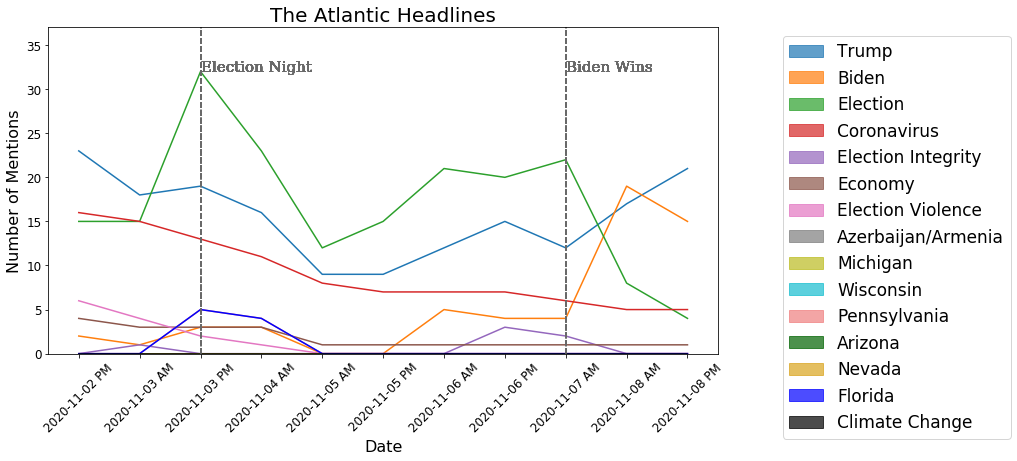 The Atlantic Headlines
Number of Mentions
35
30
25
20
15
10
5
0
Election Night
Biden Wins
2020-11-02 PM
2020-11-03 AM
2020-11-03 PM
2020-11-04 AM
2020-11-05 AM
2020-11-05 PM
2020-11-06 AM
2020-11-06 PM
2020-11-07 AM
2020-11-08 AM
2020-11-08 PM
Date
Trump
Biden
Election
Coronavirus
Election Integrity
Economy
Election Violence
Azerbaijan/Armenia
Michigan
Wisconsin
Pennsylvania
Arizona
Nevada
Florida
Climate Change